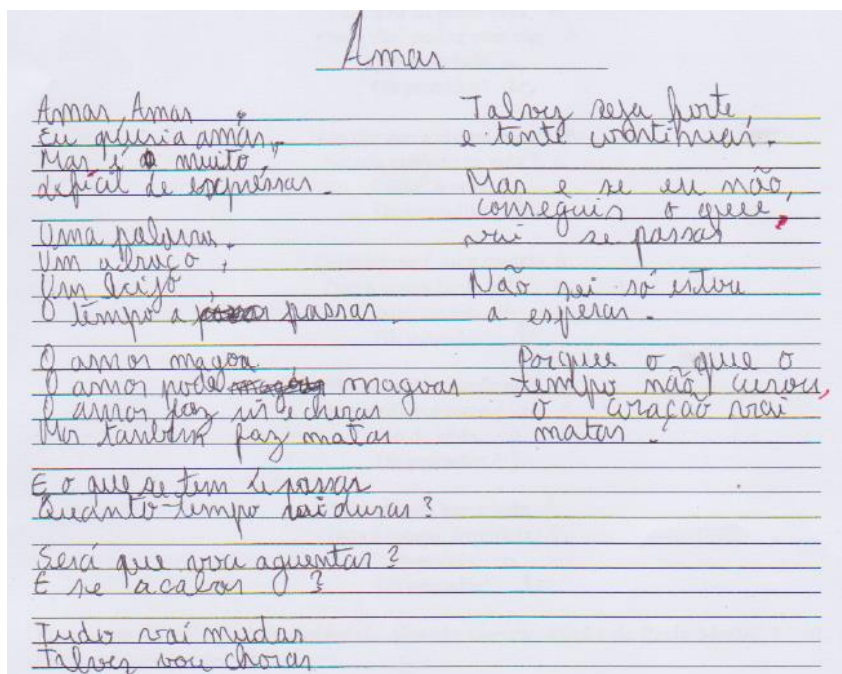 Amar
Amar, Amar,
Eu queria amar,
Mas é muito,
difícil de expressar.
Uma palavra,
Um abraço,
Um beijo,
O tempo a passar.
O amor magoa
O amor pode magoar
O amor faz rir e chorar
Mas também faz matar
E o que se tem de passar
Quanto tempo vai durar?
Será que vou aguentar?
E se acabar?
Tudo vai mudar
Talvez vou chorar
Talvez seja forte,
e tente continuar.
Mas e se eu não,
conseguir o que,
vai se passar
Não sei só estou
a esperar.
Porque o que o
tempo não curou,
o coração vai
matar.